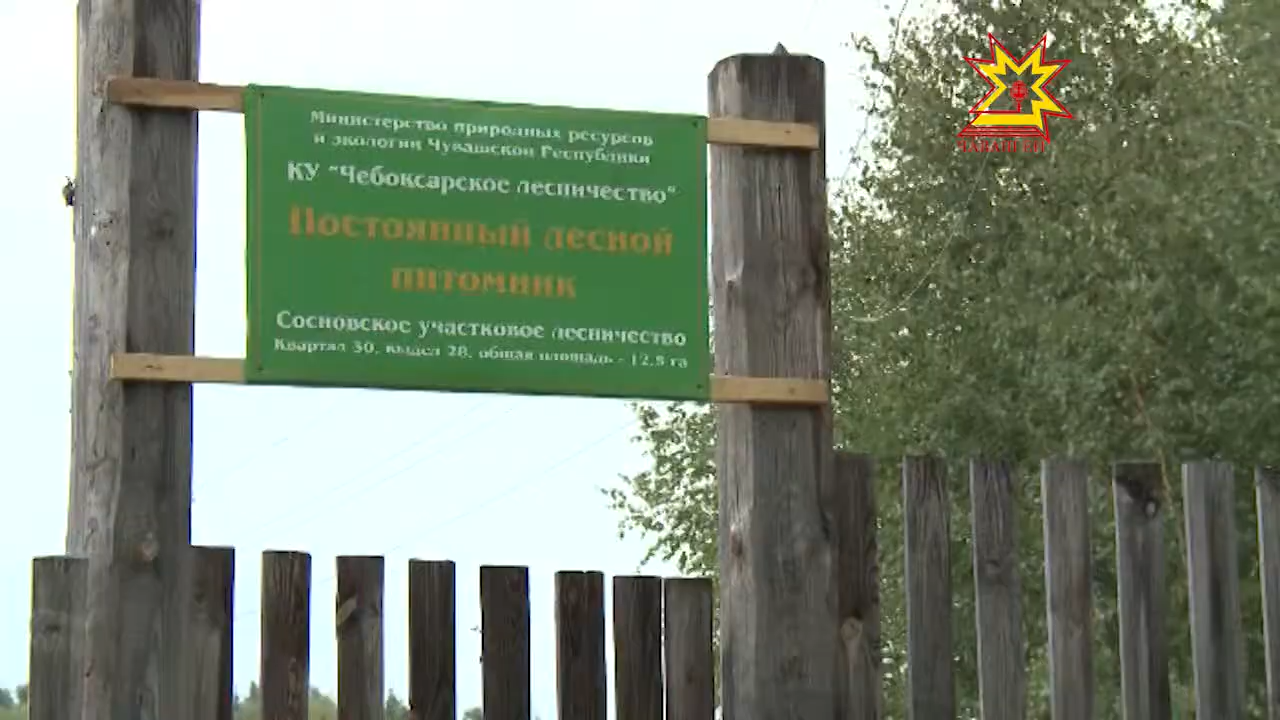 Министерство природных ресурсов
и экологии Чувашской Республики
КУ "Чебоксарское лесничество"
Постоянный лесной
питомник
Сосновское участковое лесничество
Квартал 30, выдел 28, общая площадь - 12,8 га